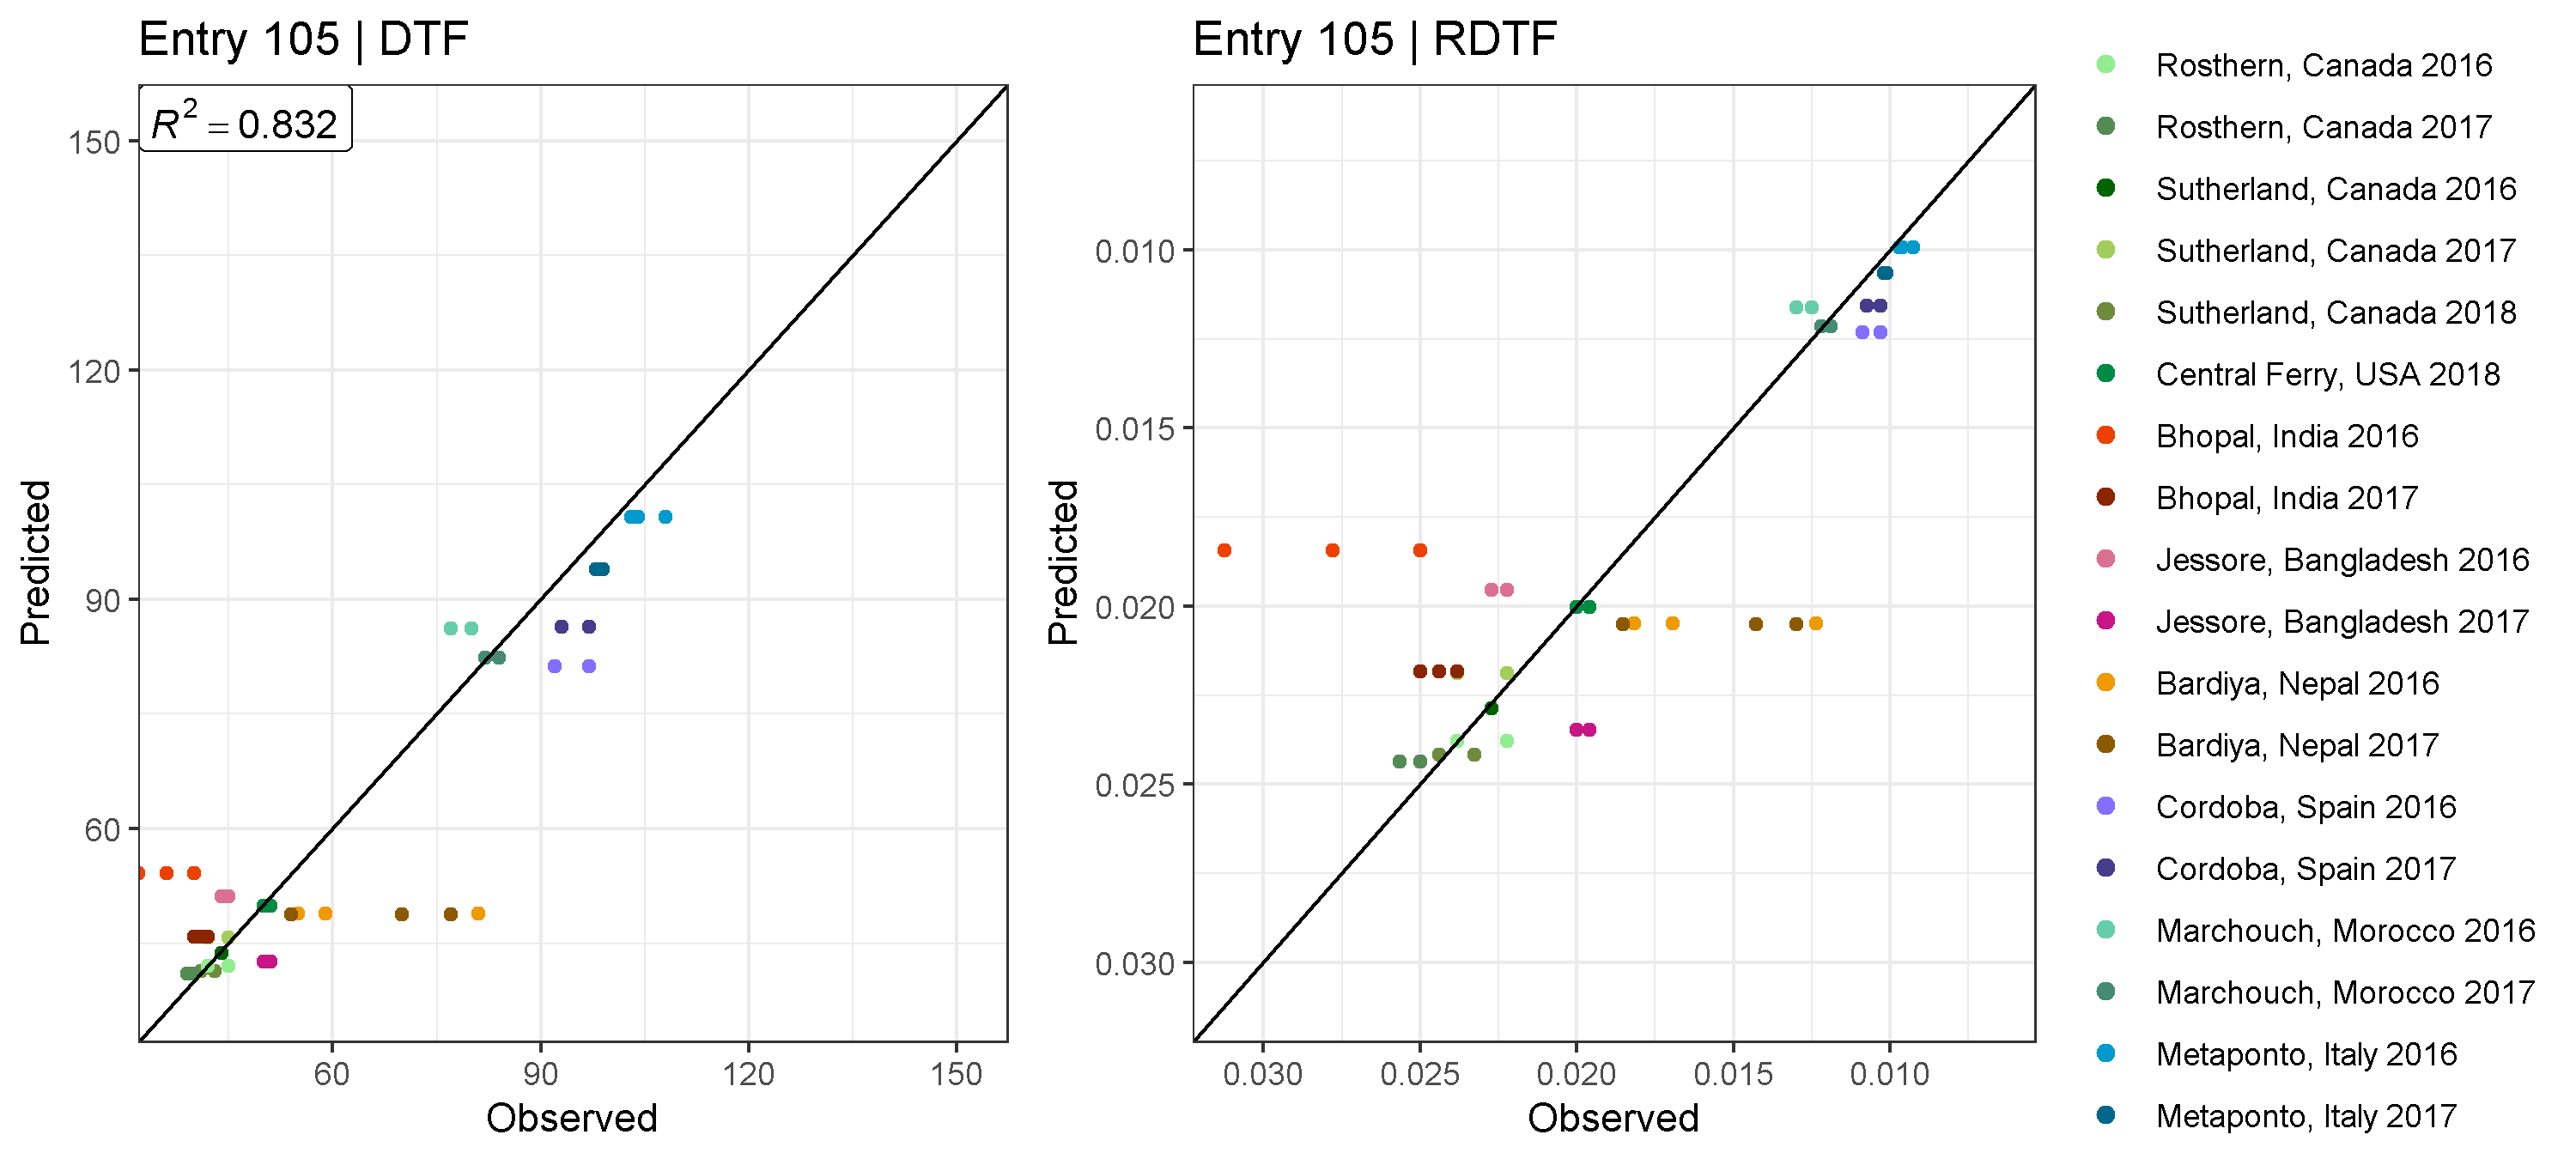 Entry 105 | DTF
R² = 0.832
150
120
90
60
Predicted
60 90 120 150
Observed
Entry 105 | RDTF
0.010
0.015
0.020
0.025
0.030
Predicted
0.030 0.025 0.020 0.015 0.010
Observed
Rosthern, Canada 2016
Rosthern, Canada 2017
Sutherland, Canada 2016
Sutherland, Canada 2017
Sutherland, Canada 2018
Central Ferry, USA 2018
Bhopal, India 2016
Bhopal, India 2017
Jessore, Bangladesh 2016
Jessore, Bangladesh 2017
Bardiya, Nepal 2016
Bardiya, Nepal 2017
Cordoba, Spain 2016
Cordoba, Spain 2017
Marchouch, Morocco 2016
Marchouch, Morocco 2017
Metaponto, Italy 2016
Metaponto, Italy 2017